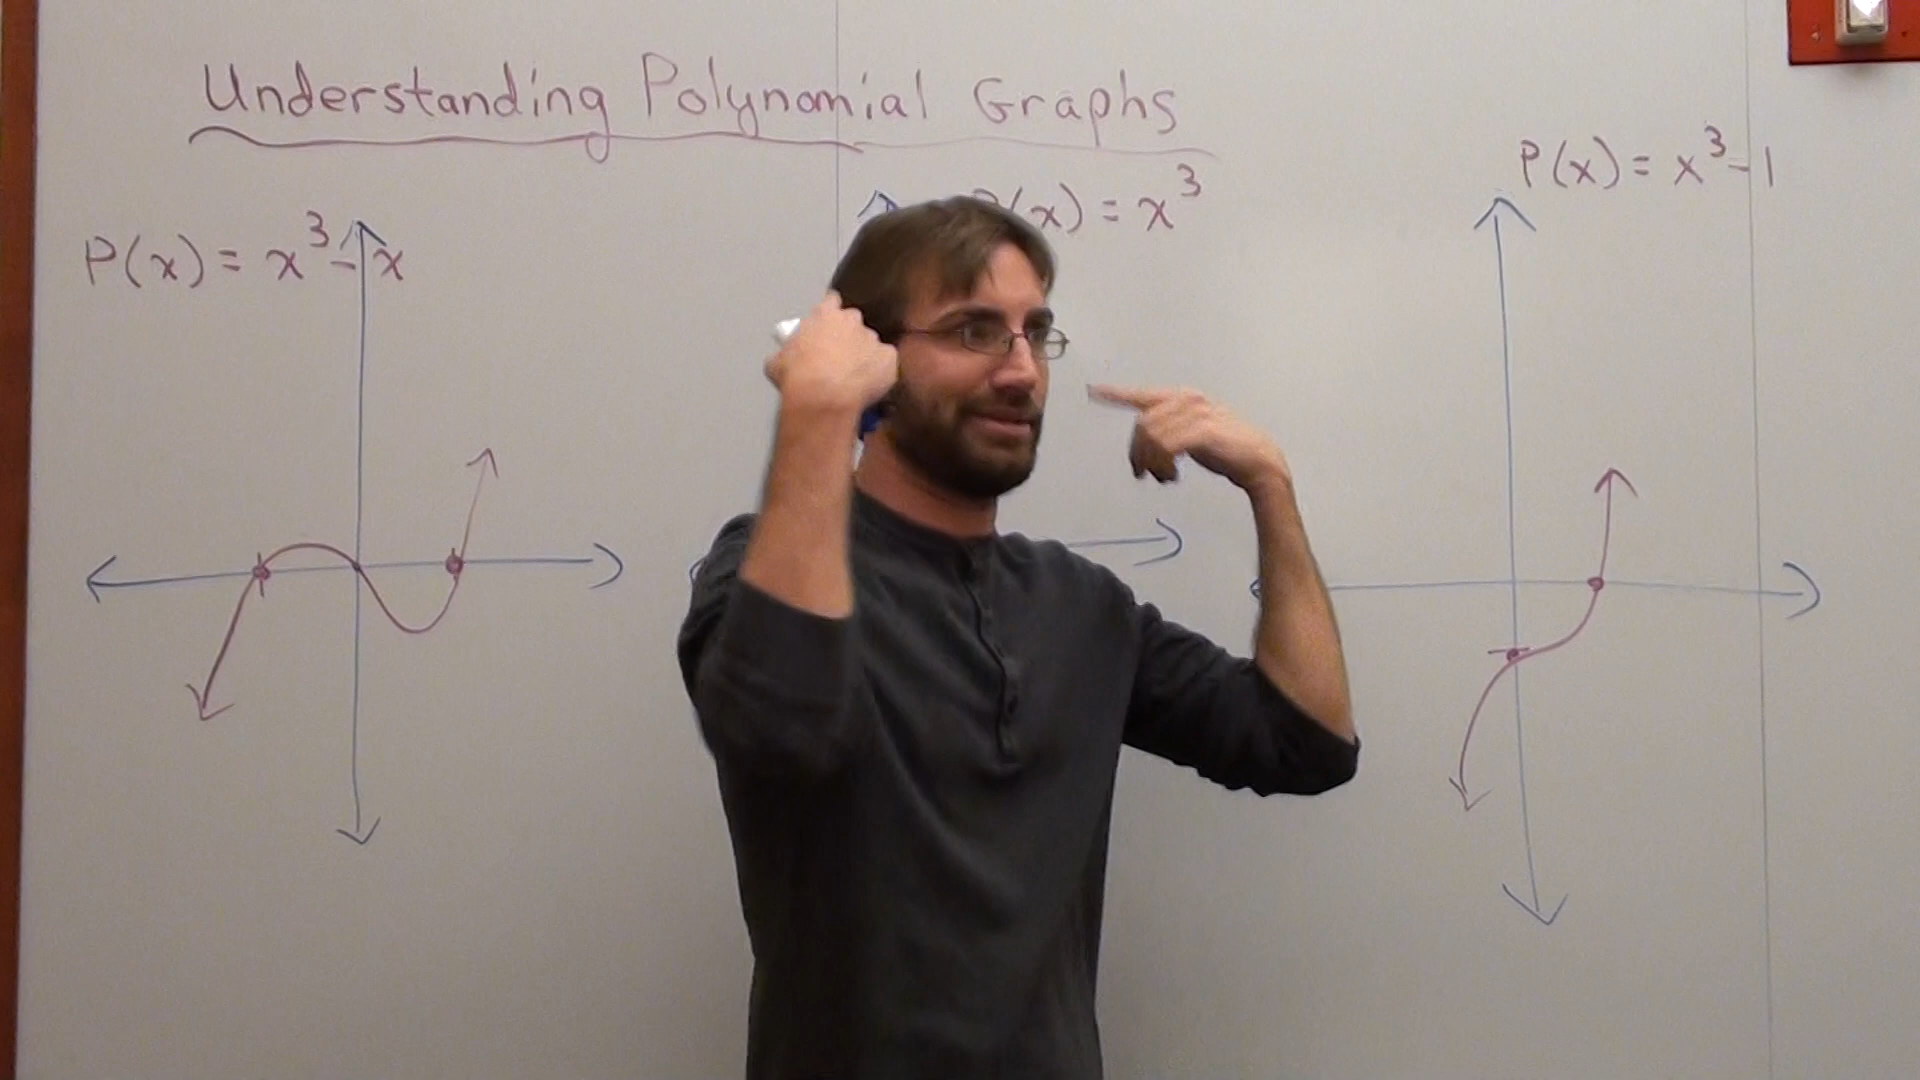 Understanding Polynomial Graphs
P(x) = x³ - x
(x) = x³
P(x) = x³ - 1